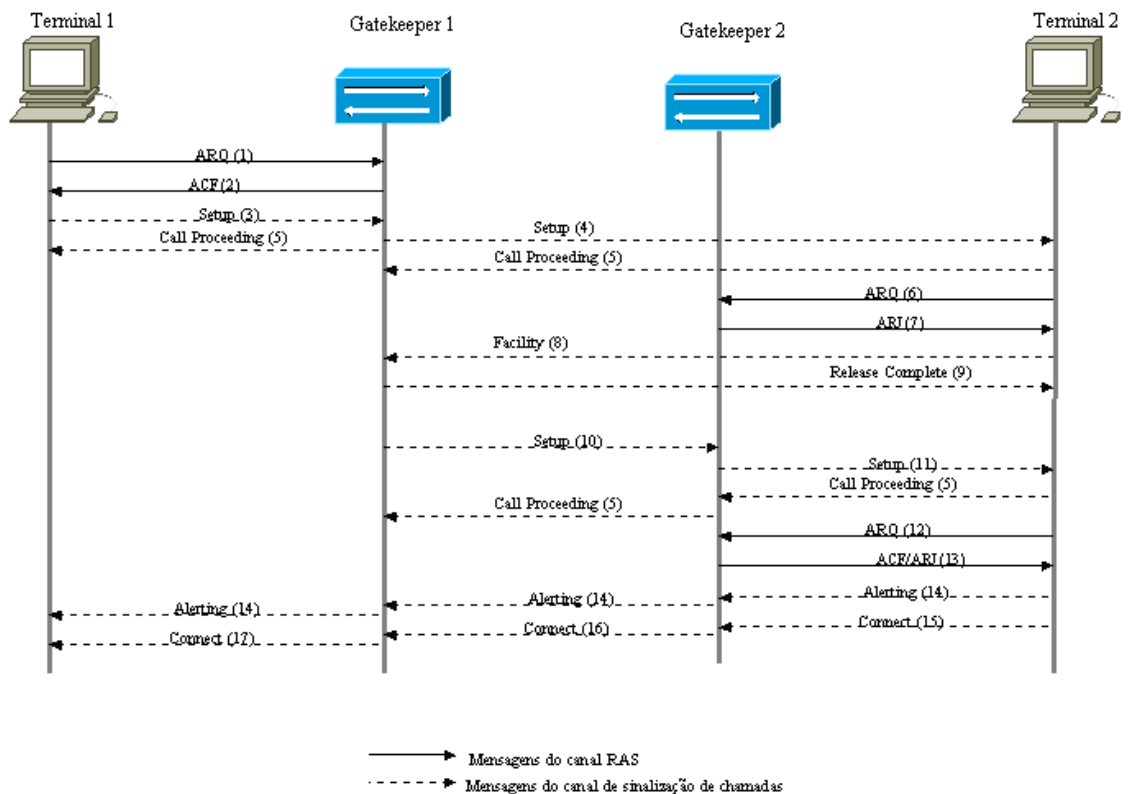 Terminal 1
Gatekeeper 1
Gatekeeper 2
Terminal 2
ARQ (1)
ACF (2)
Setup (3)
Setup (4)
Call Proceeding (5)
Call Proceeding (5)
ARQ (6)
ARJ (7)
Facility (8)
Release Complete (9)
Setup (10)
Setup (11)
Call Proceeding (5)
Call Proceeding (5)
ARQ (12)
ACF/ARJ (13)
Alerting (14)
Alerting (14)
Alerting (14)
Connect (15)
Connect (16)
Connect (17)
Mensagens do canal RAS
Mensagens do canal de sinalização de chamadas